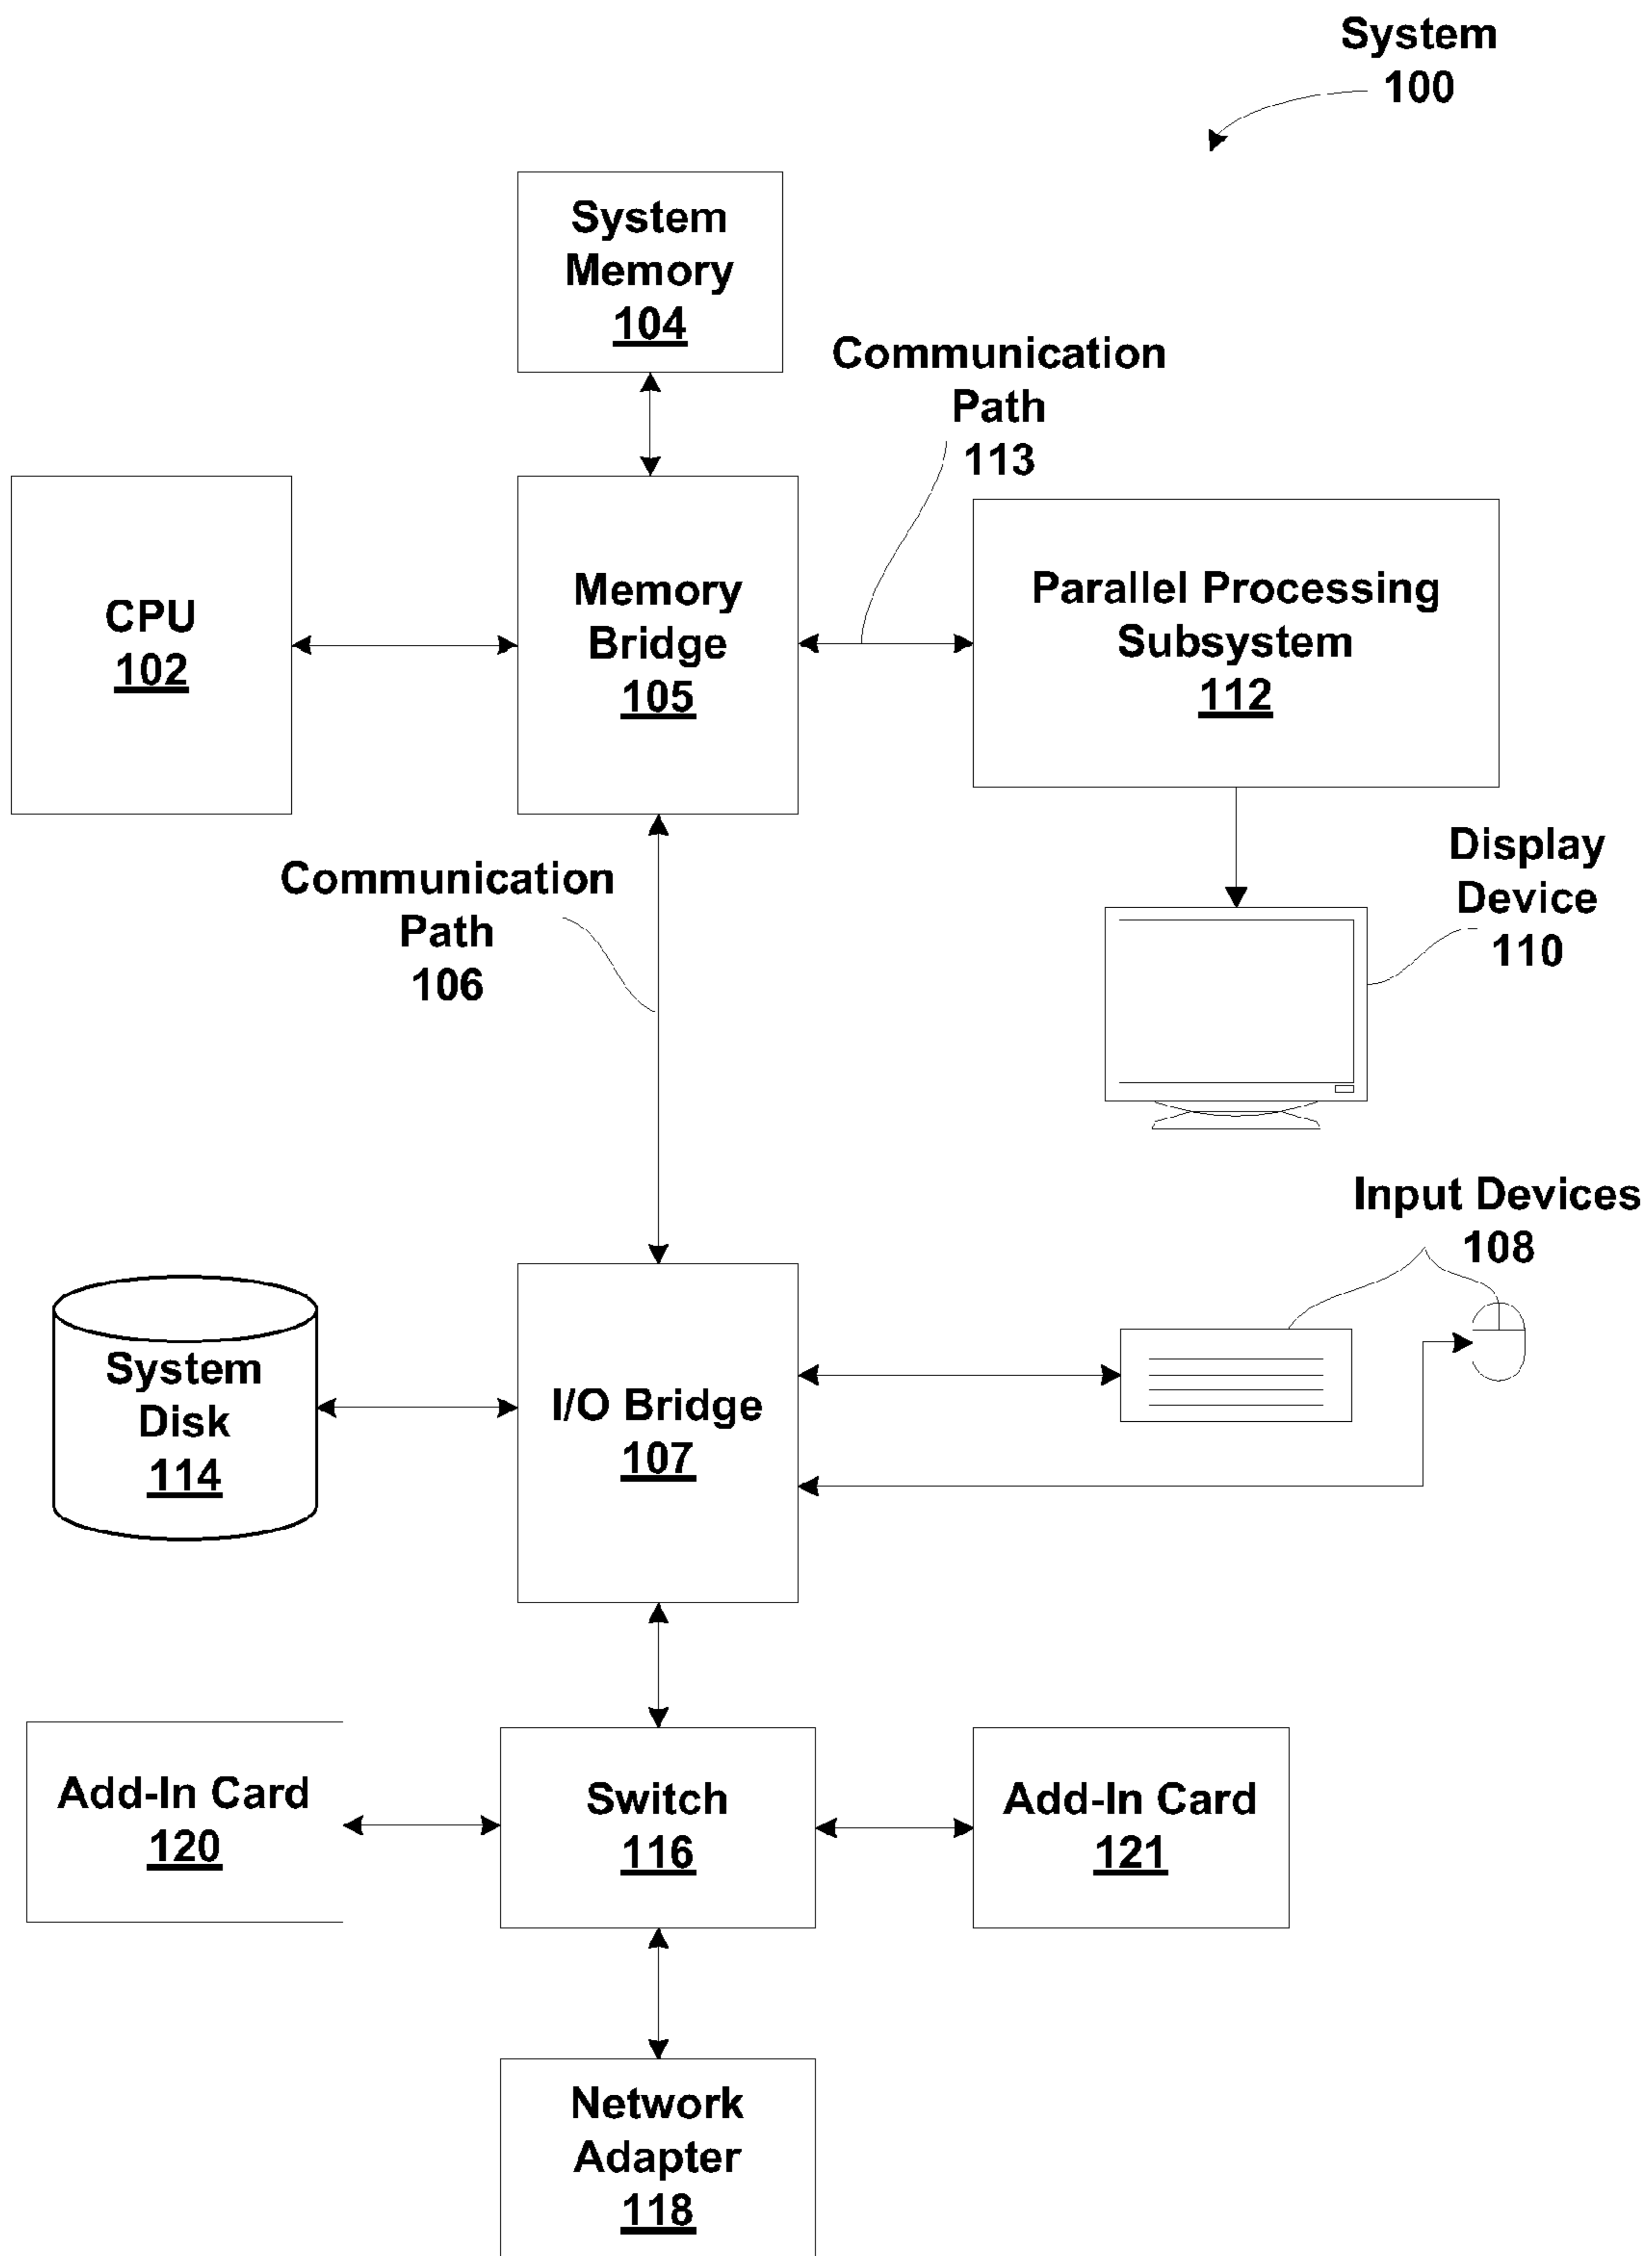 System
100
System
Memory
104
Communication
Path
113
CPU
102
Memory
Bridge
105
Parallel Processing
Subsystem
112
Communication
Path
106
Display
Device
110
Input Devices
108
System
Disk
114
I/O Bridge
107
Add-In Card
120
Switch
116
Add-In Card
121
Network
Adapter
118